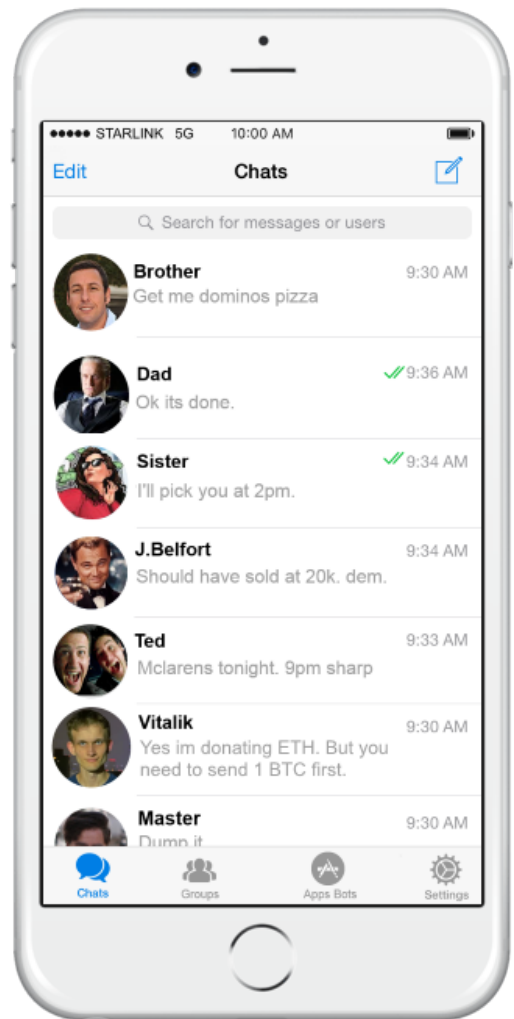 STARLINK 5G 10:00 AM
Edit Chats
Search for messages or users
Brother 9:30 AM
Get me dominos pizza
Dad 9:36 AM
Ok its done.
Sister 9:34 AM
I'll pick you at 2pm.
J.Belfort 9:34 AM
Should have sold at 20k. dem.
Ted 9:33 AM
Mclarens tonight. 9pm sharp
Vitalik 9:30 AM
Yes im donating ETH. But you
need to send 1 BTC first.
Master 9:30 AM
Dump it
Chats Groups Apps Bots Settings